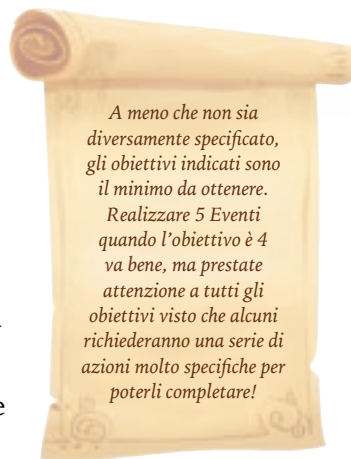 A meno che non sia
diversamente specificato,
gli obiettivi indicati sono
il minimo da ottenere.
Realizzare 5 Eventi
quando l'obiettivo è 4
va bene, ma prestate
attenzione a tutti gli
obiettivi visto che alcuni
richiederanno una serie di
azioni molto specifiche per
poterli completare!
e